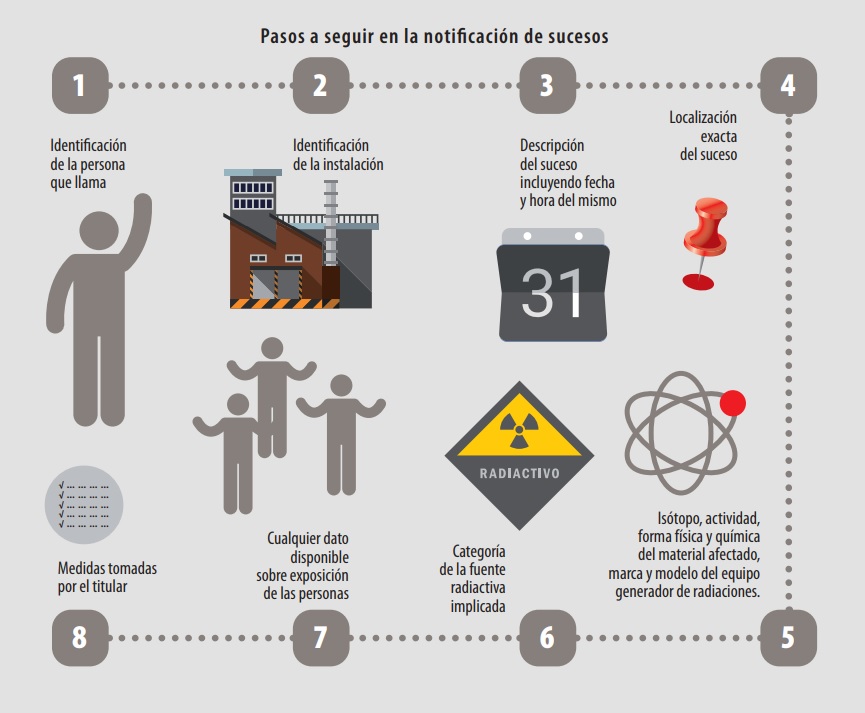 Pasos a seguir en la notificación de sucesos
1
2
3
4
Identificación
de la persona
que llama
Identificación
de la instalación
Descripción
del suceso
incluyendo fecha
y hora del mismo
Localización
exacta
del suceso
31
RADIACTIVO
Isótopo, actividad,
forma física y química
del material afectado,
marca y modelo del equipo
generador de radiaciones.
Categoría
de la fuente
radiactiva
implicada
Cualquier dato
disponible
sobre exposición
de las personas
Medidas tomadas
por el titular
8
7
6
5